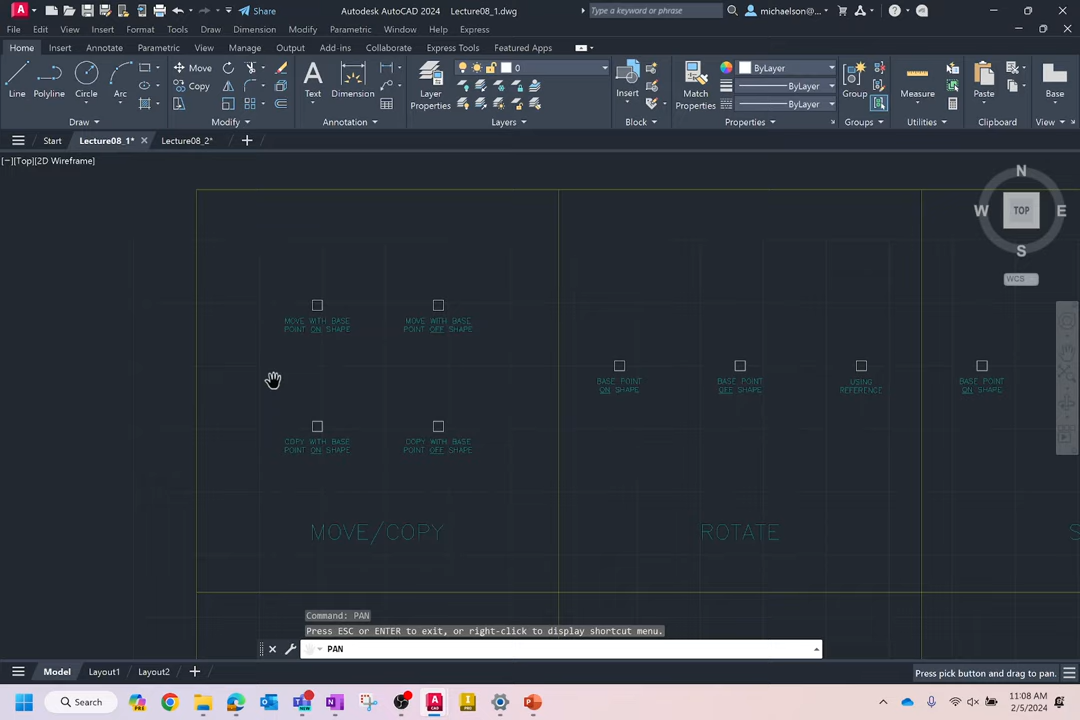 Share
Autodesk AutoCAD 2024 Lecture08_1.dwg
Type a keyword or phrase
michaelson@...
File Edit View Insert Format Tools Draw Dimension Modify Parametric Window Help Express
Home Insert Annotate Parametric View Manage Output Add-ins Collaborate Express Tools Featured Apps
Line Polyline Circle Arc
Move
Copy
Text Dimension
Layer
Properties
0
Insert
Match
Properties
ByLayer
ByLayer
ByLayer
Group
Measure
Paste
Base
Draw Modify Annotation Layers Block Properties Groups Utilities Clipboard View
Start Lecture08_1* Lecture08_2*
[−][Top][2D Wireframe]
N
W TOP E
S
WCS
MOVE WITH BASE
POINT ON SHAPE
MOVE WITH BASE
POINT OFF SHAPE
COPY WITH BASE
POINT ON SHAPE
COPY WITH BASE
POINT OFF SHAPE
MOVE/COPY
BASE POINT
ON SHAPE
BASE POINT
OFF SHAPE
USING
REFERENCE
ROTATE
BASE POINT
ON SHAPE
S
Command: PAN
Press ESC or ENTER to exit, or right-click to display shortcut menu.
PAN
Model Layout1 Layout2
Press pick button and drag to pan.
Search
11:08 AM
2/5/2024